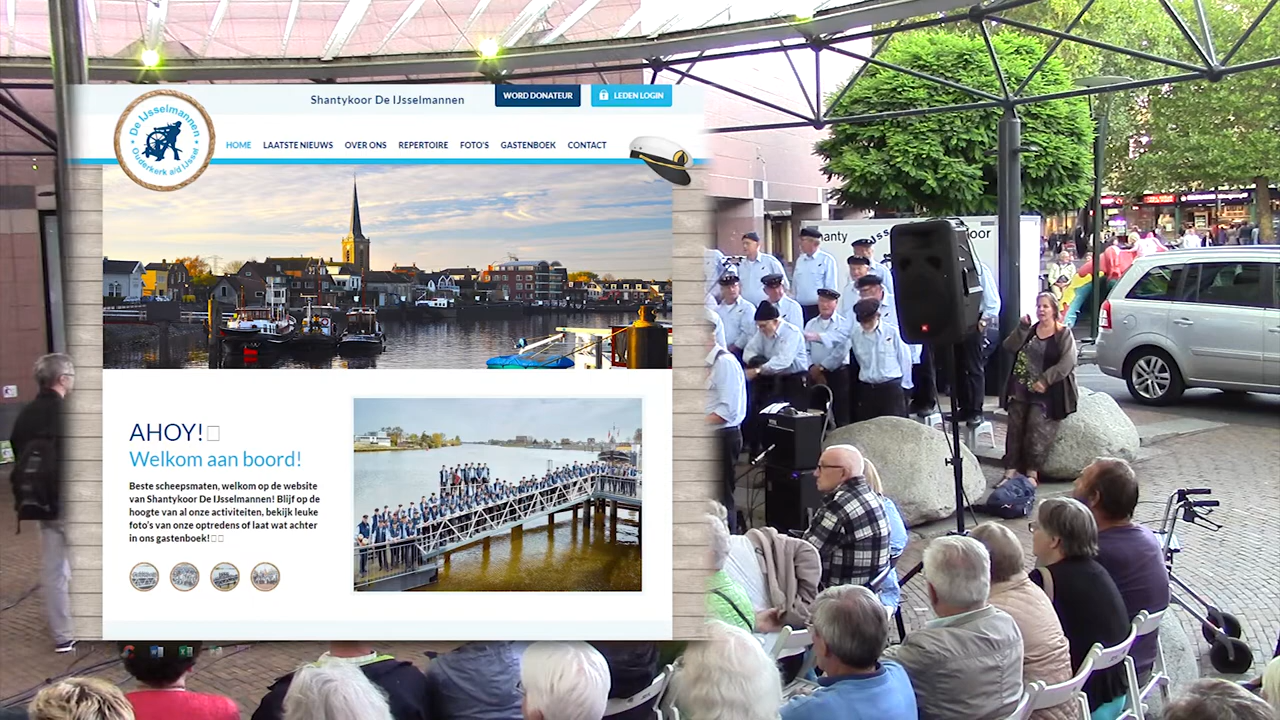 Shantykoor De IJsselmannen
WORD DONATEUR
LEDEN LOGIN
De IJsselmannen
Ouderkerk a/d IJssel
HOME LAATSTE NIEUWS OVER ONS REPERTOIRE FOTO'S GASTENBOEK CONTACT
AHOY!
Welkom aan boord!
Beste scheepsmaten, welkom op de website
van Shantykoor De IJsselmannen! Blijf op de
hoogte van al onze activiteiten, bekijk leuke
foto's van onze optredens of laat wat achter
in ons gastenboek!